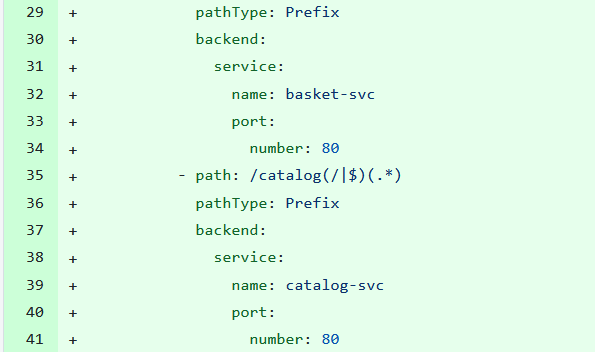 29 + pathType: Prefix
30 + backend:
31 + service:
32 + name: basket-svc
33 + port:
34 + number: 80
35 + - path: /catalog(/|$)(.*)
36 + pathType: Prefix
37 + backend:
38 + service:
39 + name: catalog-svc
40 + port:
41 + number: 80